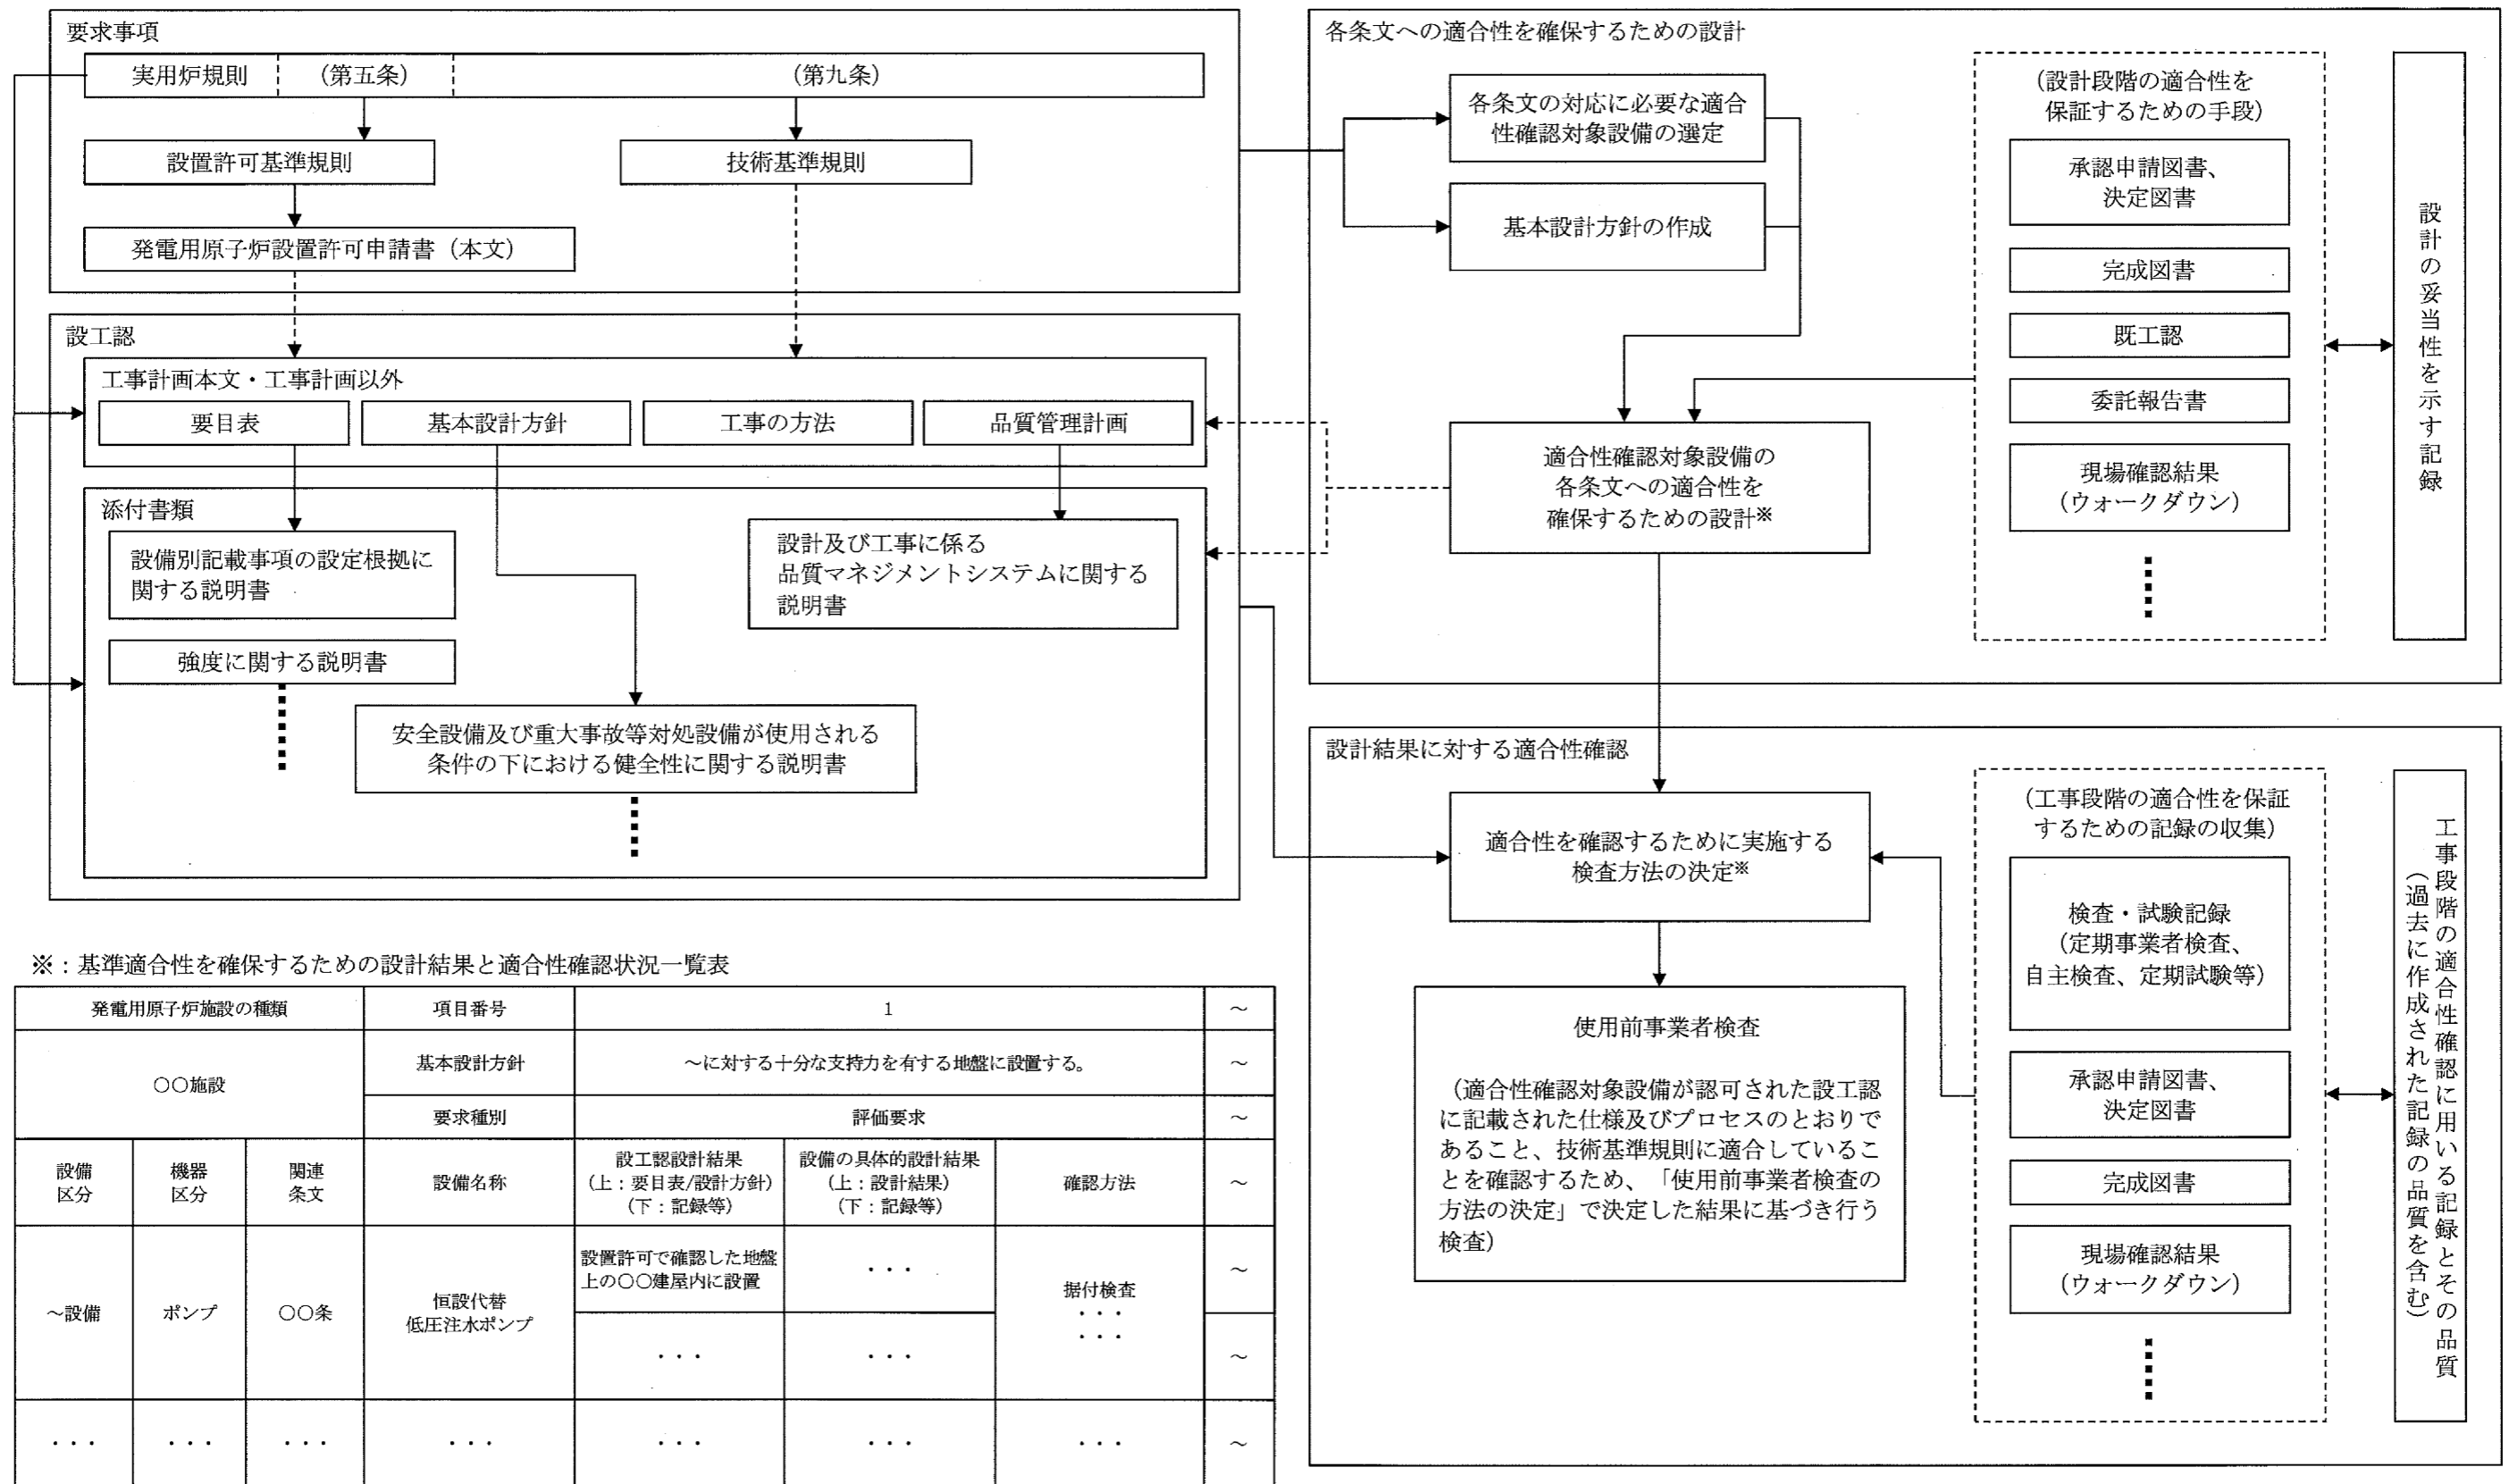 要求事項
実用炉規則
(第五条)
(第九条)
設置許可基準規則
技術基準規則
発電用原子炉設置許可申請書（本文）
設工認
工事計画本文・工事計画以外
要目表
基本設計方針
工事の方法
品質管理計画
添付書類
設備別記載事項の設定根拠に
関する説明書
設計及び工事に係る
品質マネジメントシステムに関する
説明書
強度に関する説明書
安全設備及び重大事故等対処設備が使用される
条件の下における健全性に関する説明書
各条文への適合性を確保するための設計
各条文の対応に必要な適合
性確認対象設備の選定
基本設計方針の作成
適合性確認対象設備の
各条文への適合性を
確保するための設計※
（設計段階の適合性を
保証するための手段）
承認申請図書、
決定図書
完成図書
既工認
委託報告書
現場確認結果
（ウォークダウン）
設計の妥当性を示す記録
設計結果に対する適合性確認
適合性を確認するために実施する
検査方法の決定※
使用前事業者検査
（適合性確認対象設備が認可された設工認
に記載された仕様及びプロセスのとおりで
あること、技術基準規則に適合しているこ
とを確認するため、「使用前事業者検査の
方法の決定」で決定した結果に基づき行う
検査）
（工事段階の適合性を保証
するための記録の収集）
検査・試験記録
（定期事業者検査、
自主検査、定期試験等）
承認申請図書、
決定図書
完成図書
現場確認結果
（ウォークダウン）
工事段階の適合性確認に用いる記録とその品質
（過去に作成された記録の品質を含む）
※：基準適合性を確保するための設計結果と適合性確認状況一覧表
発電用原子炉施設の種類
項目番号
1
～
○○施設
基本設計方針
～に対する十分な支持力を有する地盤に設置する。
～
要求種別
評価要求
～
設備
区分
機器
区分
関連
条文
設備名称
設工認設計結果
（上：要目表/設計方針）
（下：記録等）
設備の具体的設計結果
（上：設計結果）
（下：記録等）
確認方法
～
～設備
ポンプ
○○条
恒設代替
低圧注水ポンプ
設置許可で確認した地盤
上の○○建屋内に設置
・・・
据付検査
・・・
・・・
～
・・・
・・・
～
・・・
・・・
・・・
・・・
・・・
・・・
・・・
～